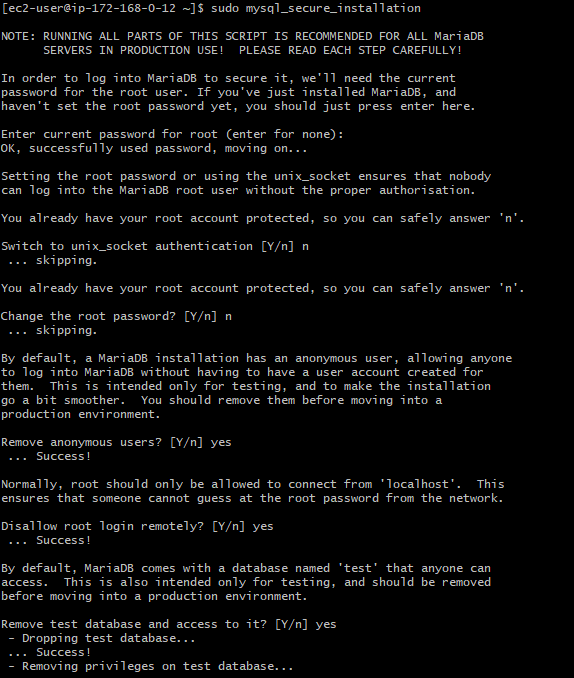 [ec2-user@ip-172-168-0-12 ~]$ sudo mysql_secure_installation
NOTE: RUNNING ALL PARTS OF THIS SCRIPT IS RECOMMENDED FOR ALL MariaDB
SERVERS IN PRODUCTION USE!  PLEASE READ EACH STEP CAREFULLY!
In order to log into MariaDB to secure it, we'll need the current
password for the root user. If you've just installed MariaDB, and
haven't set the root password yet, you should just press enter here.
Enter current password for root (enter for none):
OK, successfully used password, moving on...
Setting the root password or using the unix_socket ensures that nobody
can log into the MariaDB root user without the proper authorisation.
You already have your root account protected, so you can safely answer 'n'.
Switch to unix_socket authentication [Y/n] n
... skipping.
You already have your root account protected, so you can safely answer 'n'.
Change the root password? [Y/n] n
... skipping.
By default, a MariaDB installation has an anonymous user, allowing anyone
to log into MariaDB without having to have a user account created for
them.  This is intended only for testing, and to make the installation
go a bit smoother.  You should remove them before moving into a
production environment.
Remove anonymous users? [Y/n] yes
... Success!
Normally, root should only be allowed to connect from 'localhost'.  This
ensures that someone cannot guess at the root password from the network.
Disallow root login remotely? [Y/n] yes
... Success!
By default, MariaDB comes with a database named 'test' that anyone can
access.  This is also intended only for testing, and should be removed
before moving into a production environment.
Remove test database and access to it? [Y/n] yes
- Dropping test database...
... Success!
- Removing privileges on test database...